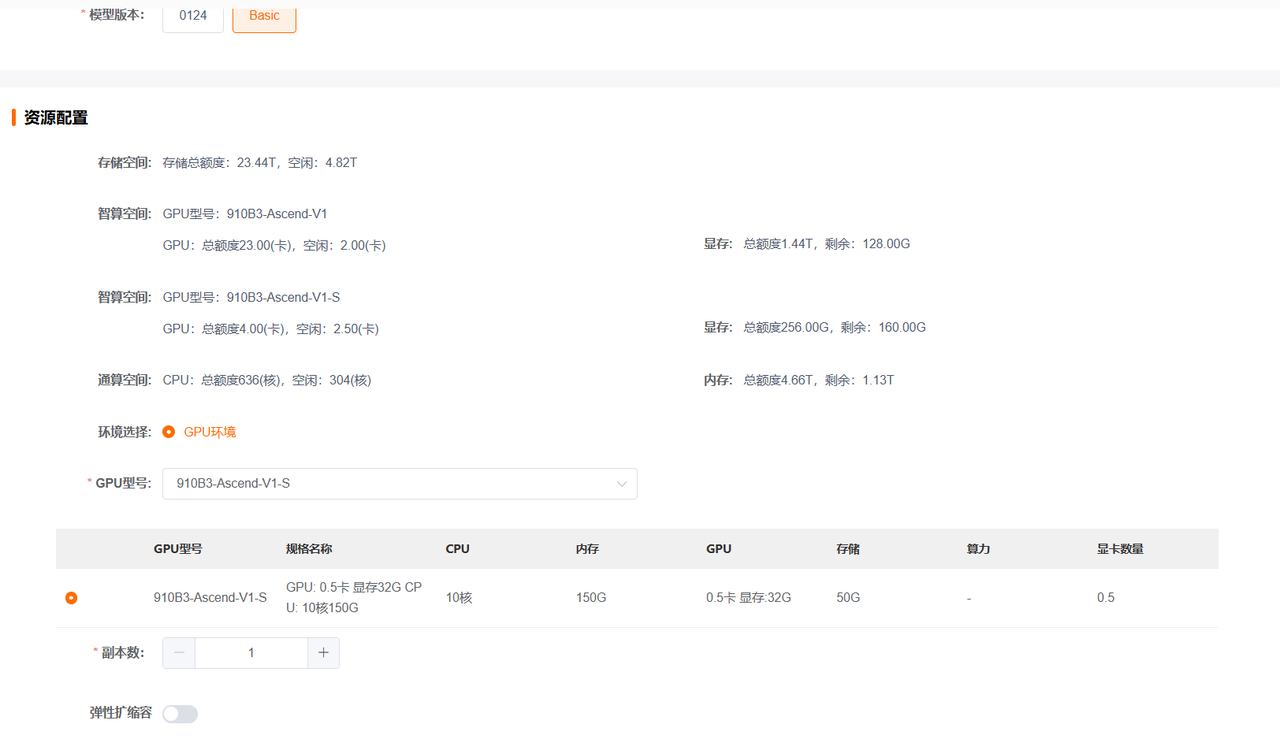 * 模型版本： 0124 Basic
资源配置
存储空间： 存储总额度：23.44T，空闲：4.82T
智算空间： GPU型号：910B3-Ascend-V1
GPU：总额度23.00(卡)，空闲：2.00(卡) 显存： 总额度1.44T，剩余：128.00G
智算空间： GPU型号：910B3-Ascend-V1-S
GPU：总额度4.00(卡)，空闲：2.50(卡) 显存： 总额度256.00G，剩余：160.00G
通算空间： CPU：总额度636(核)，空闲：304(核) 内存： 总额度4.66T，剩余：1.13T
环境选择： GPU环境
* GPU型号： 910B3-Ascend-V1-S
GPU型号 规格名称 CPU 内存 GPU 存储 算力 显卡数量
910B3-Ascend-V1-S GPU: 0.5卡 显存32G CP
U: 10核150G 10核 150G 0.5卡 显存:32G 50G - 0.5
* 副本数： 1
弹性扩缩容